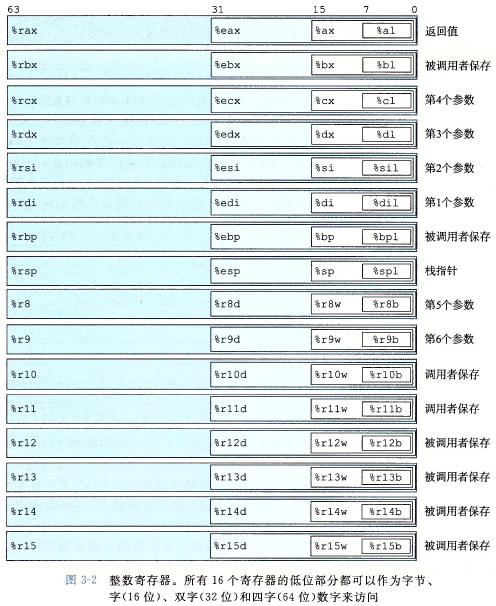 63 31 15 7 0
%rax %eax %ax %al 返回值
%rbx %ebx %bx %bl 被调用者保存
%rcx %ecx %cx %cl 第4个参数
%rdx %edx %dx %dl 第3个参数
%rsi %esi %si %sil 第2个参数
%rdi %edi %di %dil 第1个参数
%rbp %ebp %bp %bpl 被调用者保存
%rsp %esp %sp %spl 栈指针
%r8 %r8d %r8w %r8b 第5个参数
%r9 %r9d %r9w %r9b 第6个参数
%r10 %r10d %r10w %r10b 调用者保存
%r11 %r11d %r11w %r11b 调用者保存
%r12 %r12d %r12w %r12b 被调用者保存
%r13 %r13d %r13w %r13b 被调用者保存
%r14 %r14d %r14w %r14b 被调用者保存
%r15 %r15d %r15w %r15b 被调用者保存
图 3-2 整数寄存器。所有 16 个寄存器的低位部分都可以作为字节、
字(16 位)、双字(32 位)和四字(64 位)数字来访问